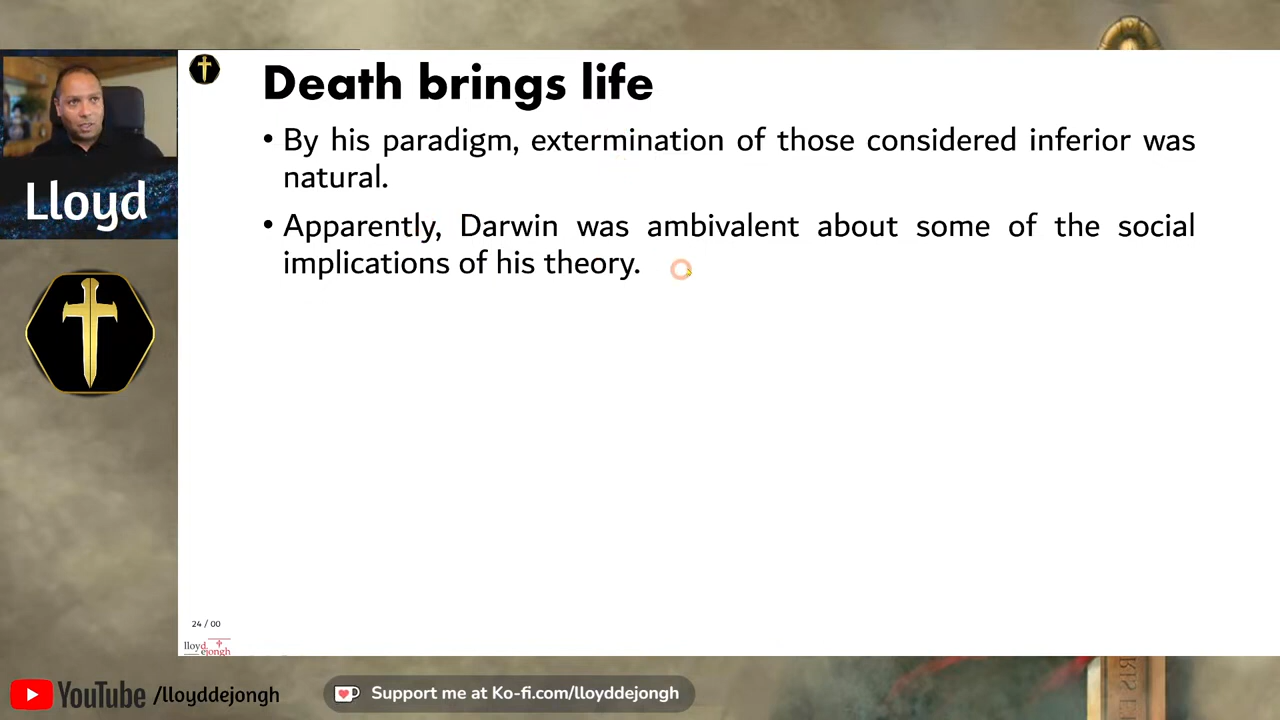 Death brings life
• By his paradigm, extermination of those considered inferior was
natural.
• Apparently, Darwin was ambivalent about some of the social
implications of his theory.
Lloyd
24 / 00
lloyd
ejongh
YouTube /lloyddejongh
Support me at Ko-fi.com/lloyddejongh